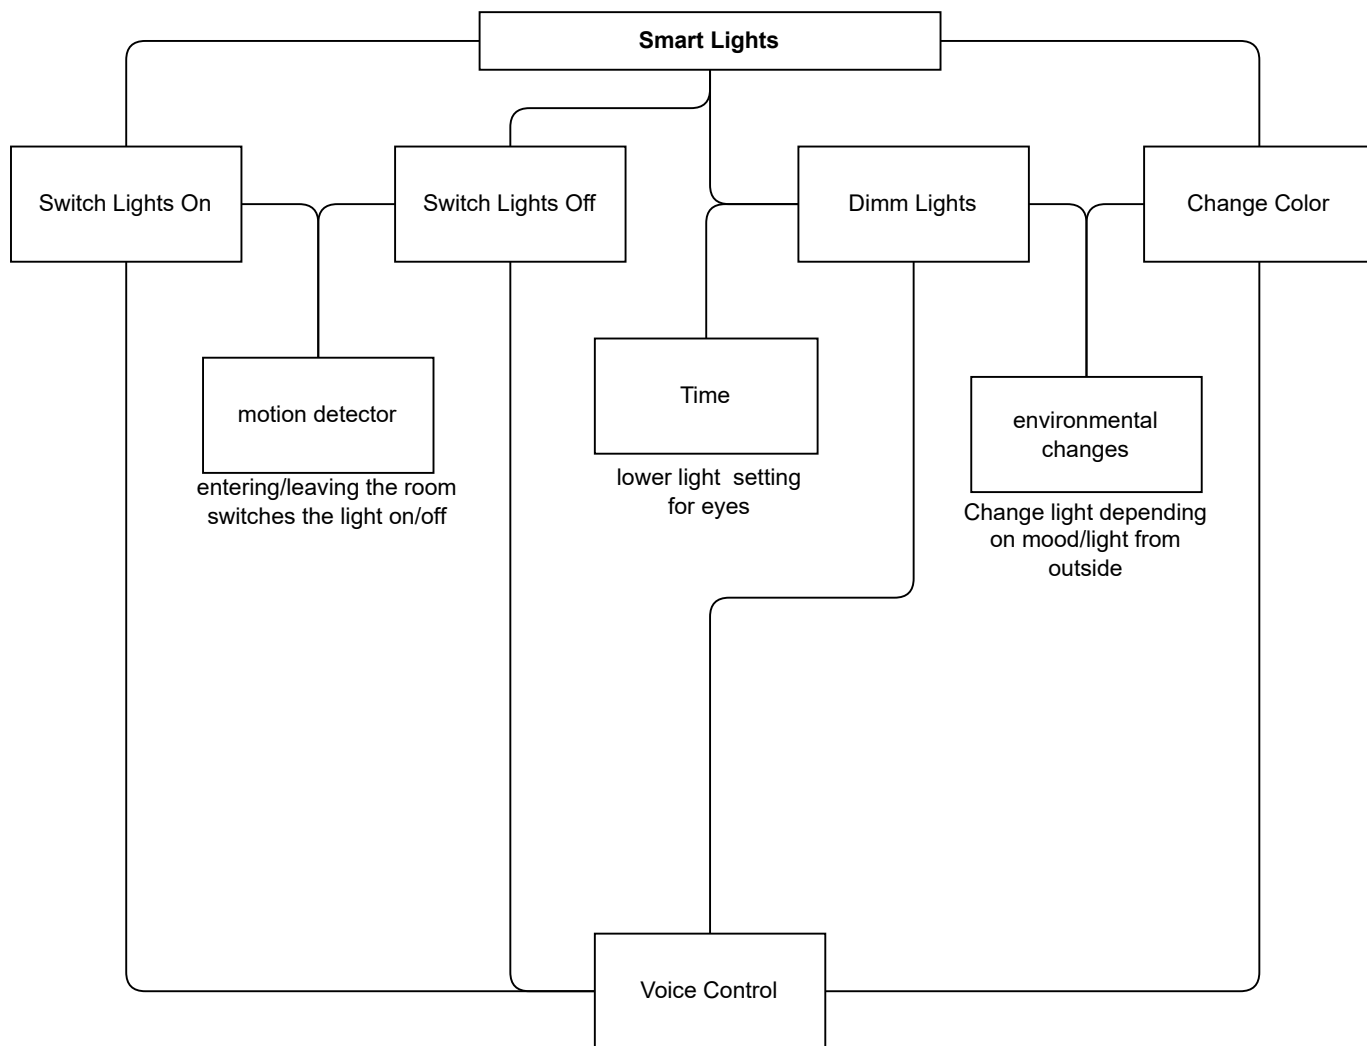 Smart Lights
Switch Lights On
Switch Lights Off
Dimm Lights
Change Color
motion detector
entering/leaving the room
switches the light on/off
Time
lower light  setting
for eyes
environmental
changes
Change light depending
on mood/light from
outside
Voice Control